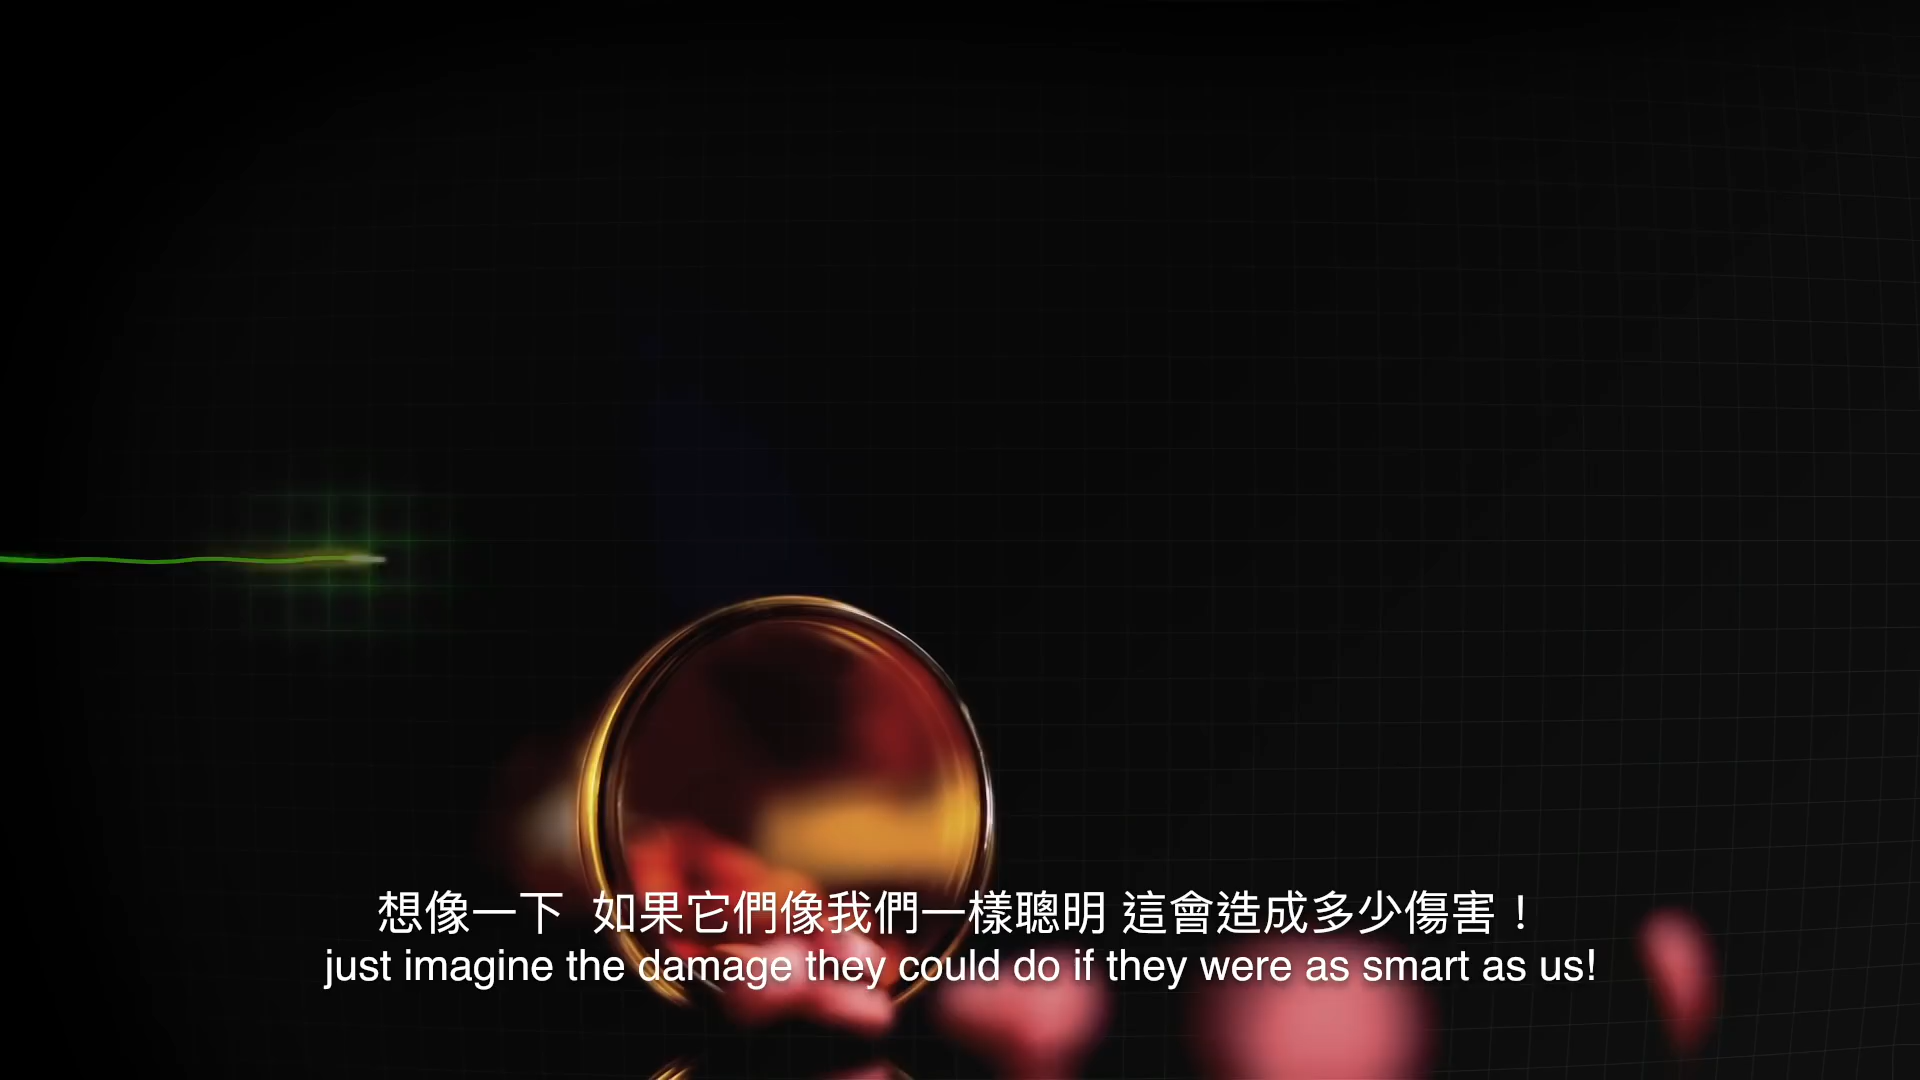 想像一下 如果它們像我們一樣聰明 這會造成多少傷害！
just imagine the damage they could do if they were as smart as us!